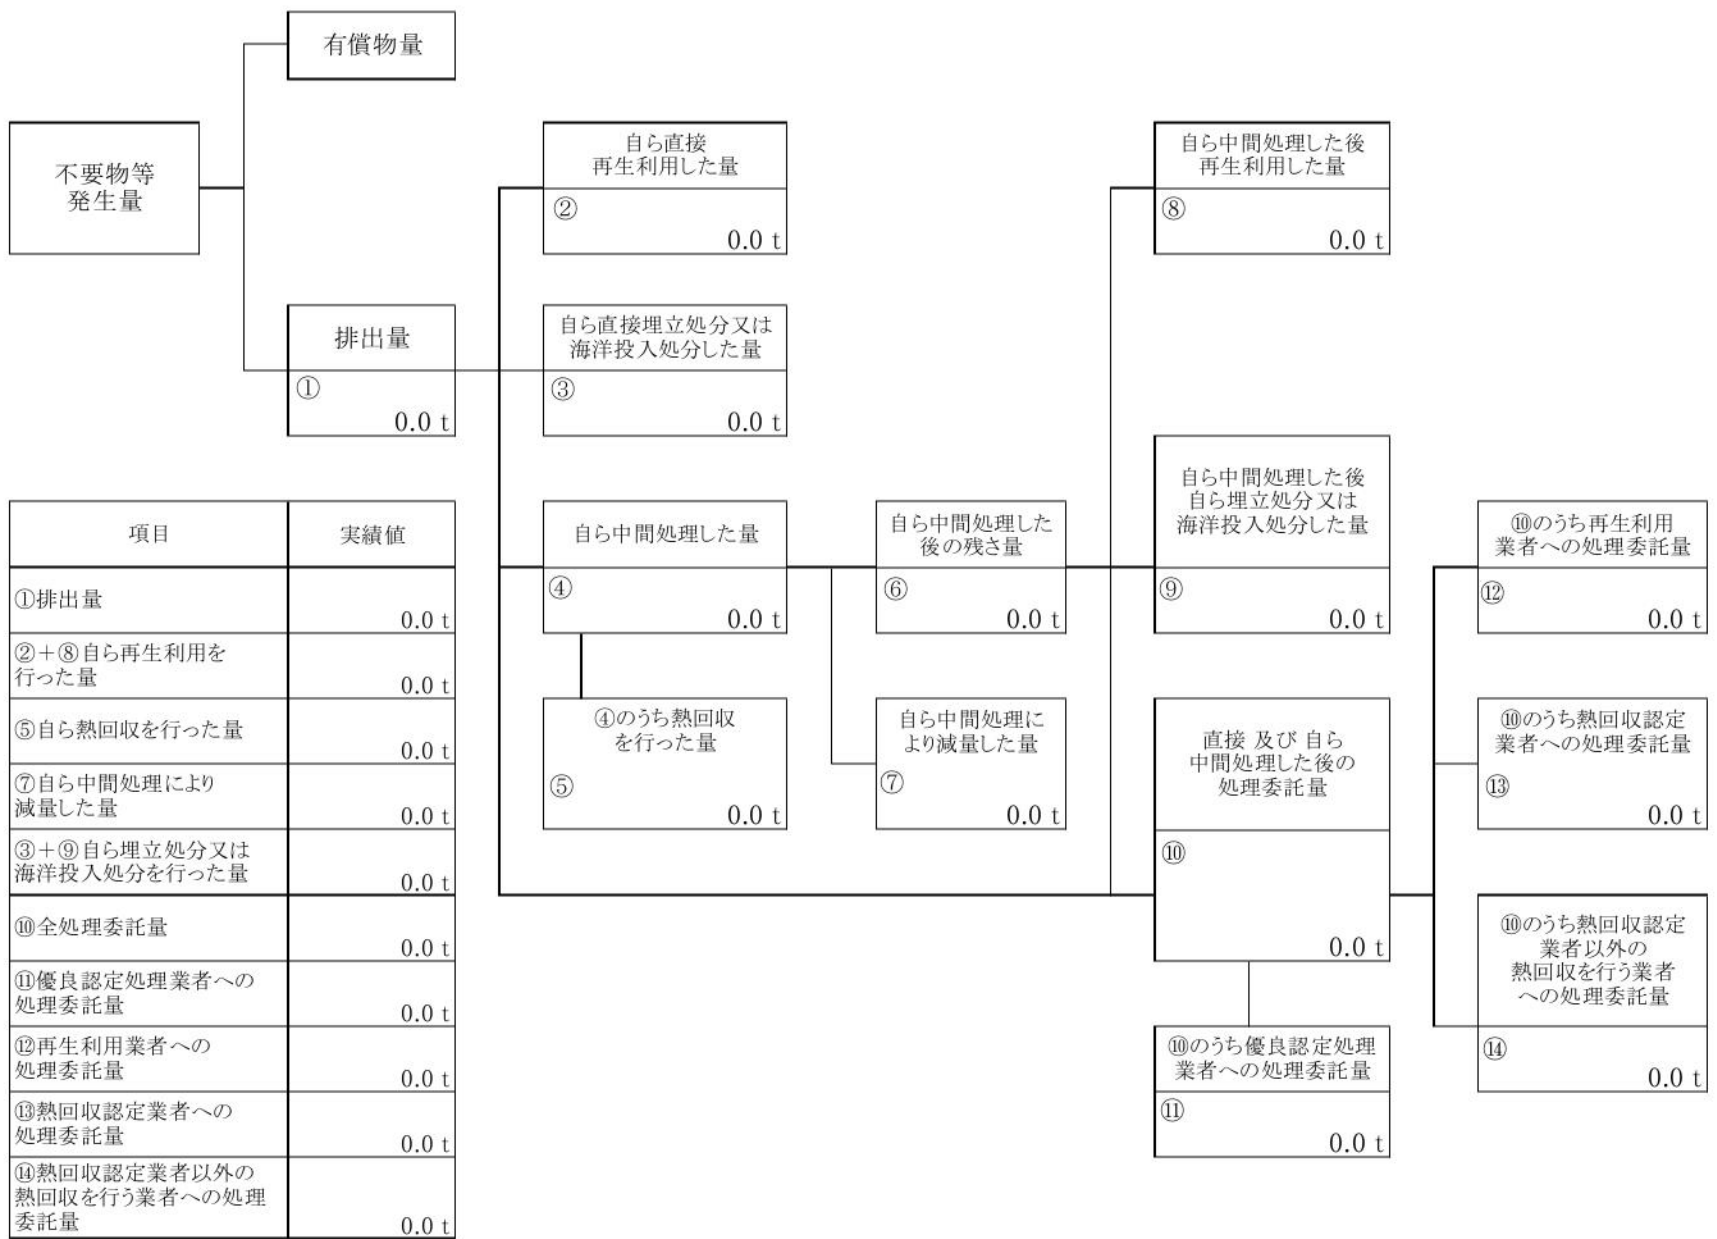 有償物量
不要物等
発生量
自ら直接
再生利用した量
②
0.0 t
自ら中間処理した後
再生利用した量
⑧
0.0 t
排出量
①
0.0 t
自ら直接埋立処分又は
海洋投入処分した量
③
0.0 t
自ら中間処理した量
④
0.0 t
自ら中間処理した
後の残さ量
⑥
0.0 t
自ら中間処理した後
自ら埋立処分又は
海洋投入処分した量
⑨
0.0 t
⑩のうち再生利用
業者への処理委託量
⑫
0.0 t
④のうち熱回収
を行った量
⑤
0.0 t
自ら中間処理に
より減量した量
⑦
0.0 t
直接 及び 自ら
中間処理した後の
処理委託量
⑩
0.0 t
⑩のうち熱回収認定
業者への処理委託量
⑬
0.0 t
⑩のうち熱回収認定
業者以外の
熱回収を行う業者
への処理委託量
⑭
0.0 t
⑩のうち優良認定処理
業者への処理委託量
⑪
0.0 t
項目
実績値
①排出量
0.0 t
②＋⑧自ら再生利用を
行った量
0.0 t
⑤自ら熱回収を行った量
0.0 t
⑦自ら中間処理により
減量した量
0.0 t
③＋⑨自ら埋立処分又は
海洋投入処分を行った量
0.0 t
⑩全処理委託量
0.0 t
⑪優良認定処理業者への
処理委託量
0.0 t
⑫再生利用業者への
処理委託量
0.0 t
⑬熱回収認定業者への
処理委託量
0.0 t
⑭熱回収認定業者以外の
熱回収を行う業者への処理
委託量
0.0 t